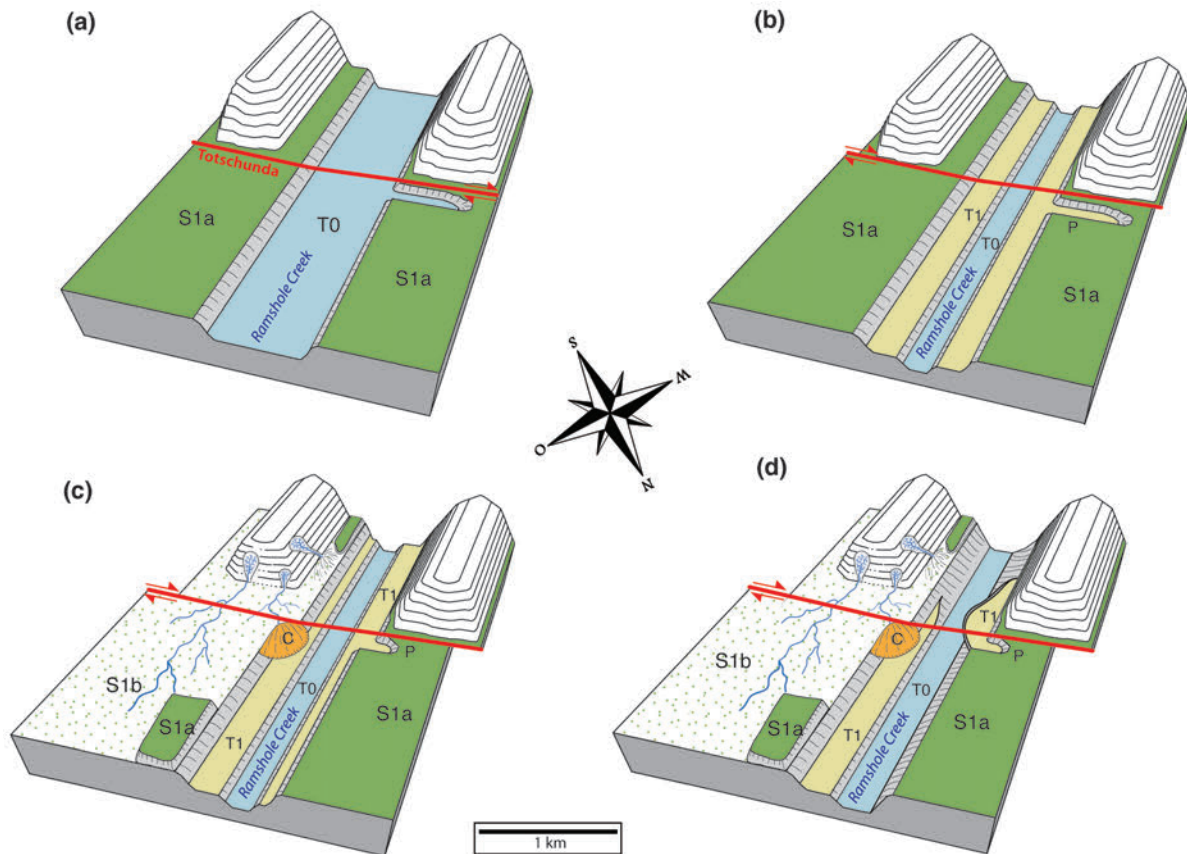 (a)
Totschunda
S1a
T0
Ramshole Creek
S1a
(b)
S1a
T1
T0
Ramshole Creek
P
S1a
S
W
O
N
(c)
S1b
S1a
C
T1
T0
Ramshole Creek
T1
P
S1a
(d)
S1b
S1a
C
T1
T0
Ramshole Creek
T1
P
S1a
1 km